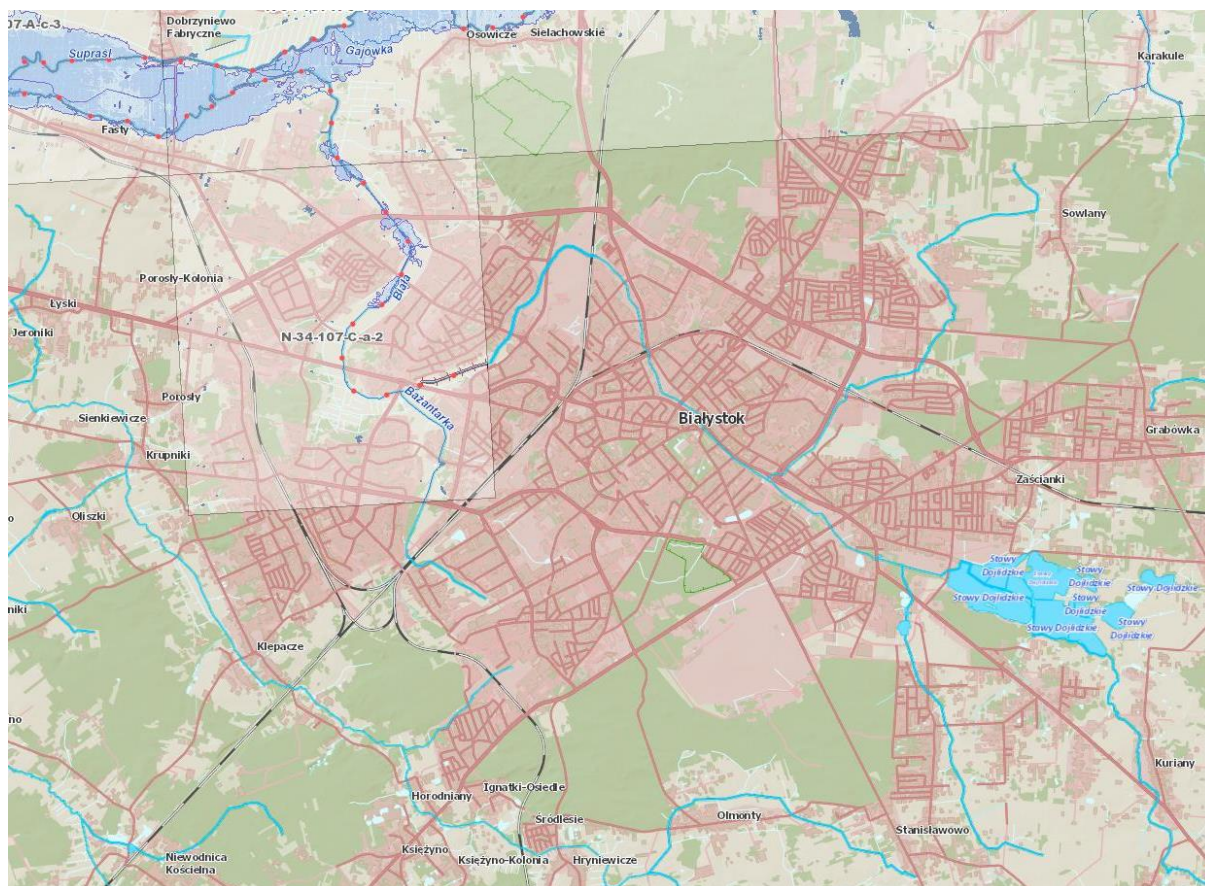 07-A-c-3
Dobrzyniewo
Fabryczne
Osowicze
Sielachowskie
Supraśl
Gajówka
Karakule
Fasty
Sowlany
Porosły-Kolonia
Biała
Łyski
Jeroniki
N-34-107-C-a-2
Porosły
Bażantarka
Sienkiewicze
Białystok
Krupniki
Grabówka
Zaścianki
Oliszki
o
Stawy
Dojlidzkie
Stawy
Dojlidzkie
Stawy Dojlidzkie
Stawy Dojlidzkie
Stawy
Dojlidzkie
Stawy Dojlidzkie
Stawy
Dojlidzkie
niki
Klepacze
no
Kuriany
Horodniany
Ignatki-Osiedle
Śródlesie
Olmonty
Stanisławowo
Niewodnica
Kościelna
Księżyno
Księżyno-Kolonia
Hryniewicze